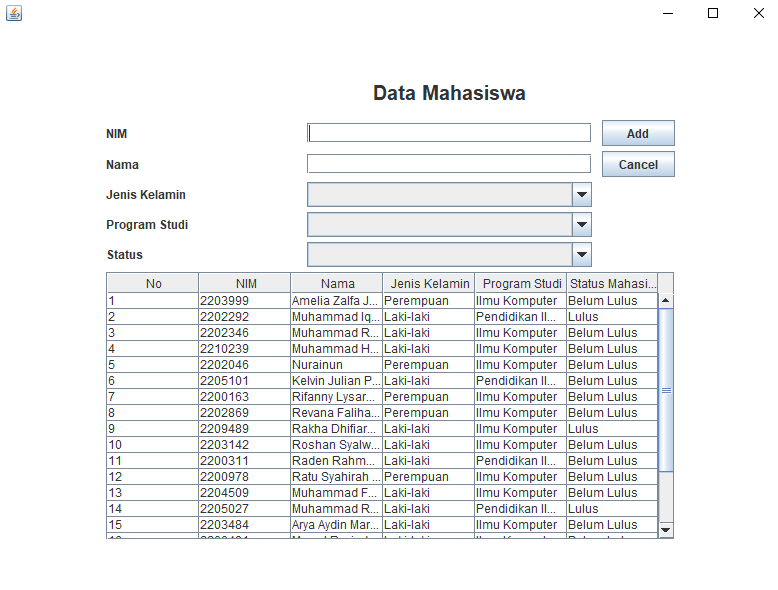 Data Mahasiswa
NIM Add
Nama Cancel
Jenis Kelamin
Program Studi
Status
No NIM Nama Jenis Kelamin Program Studi Status Mahasi...
1 2203999 Amelia Zalfa J... Perempuan Ilmu Komputer Belum Lulus
2 2202292 Muhammad Iq... Laki-laki Pendidikan Il... Lulus
3 2202346 Muhammad R... Laki-laki Ilmu Komputer Belum Lulus
4 2210239 Muhammad H... Laki-laki Ilmu Komputer Belum Lulus
5 2202046 Nurainun Perempuan Ilmu Komputer Belum Lulus
6 2205101 Kelvin Julian P... Laki-laki Pendidikan Il... Belum Lulus
7 2200163 Rifanny Lysar... Perempuan Ilmu Komputer Belum Lulus
8 2202869 Revana Faliha... Perempuan Ilmu Komputer Belum Lulus
9 2209489 Rakha Dhifiar... Laki-laki Ilmu Komputer Lulus
10 2203142 Roshan Syalw... Laki-laki Ilmu Komputer Belum Lulus
11 2200311 Raden Rahm... Laki-laki Pendidikan Il... Belum Lulus
12 2200978 Ratu Syahirah ... Perempuan Ilmu Komputer Belum Lulus
13 2204509 Muhammad F... Laki-laki Ilmu Komputer Belum Lulus
14 2205027 Muhammad R... Laki-laki Pendidikan Il... Lulus
15 2203484 Arya Aydin Mar... Laki-laki Ilmu Komputer Belum Lulus